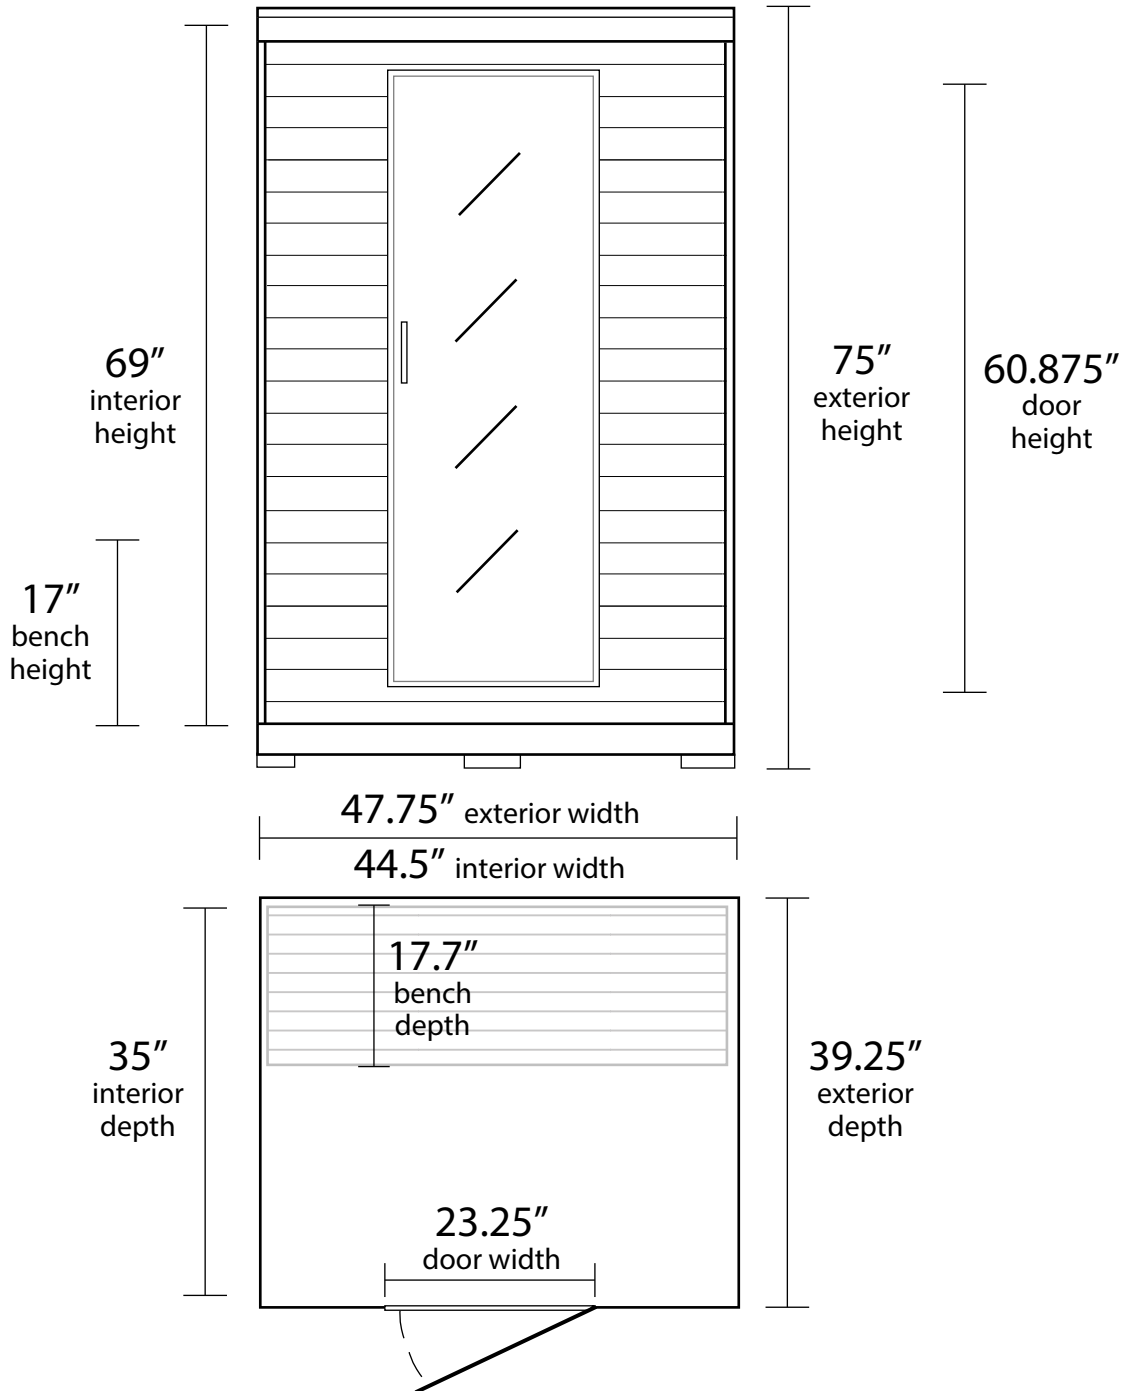 69″
interior
height
75″
exterior
height
60.875″
door
height
17″
bench
height
47.75″ exterior width
44.5″ interior width
17.7″
bench
depth
35″
interior
depth
39.25″
exterior
depth
23.25″
door width